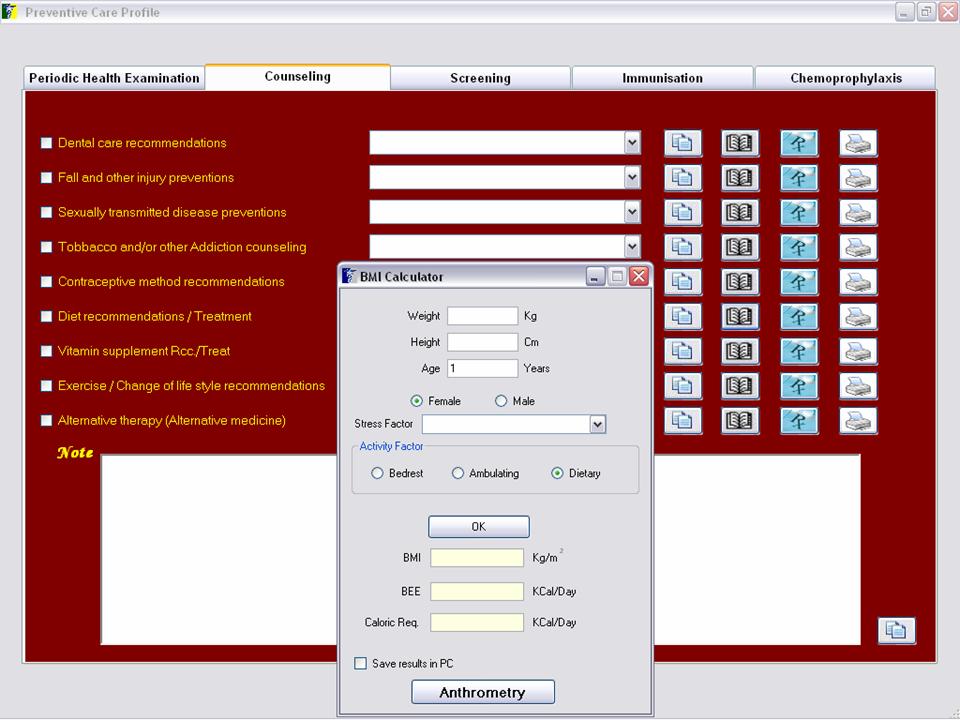 Preventive Care Profile
Periodic Health Examination
Counseling
Screening
Immunisation
Chemoprophylaxis
Dental care recommendations
Fall and other injury preventions
Sexually transmitted disease preventions
Tobbacco and/or other Addiction counseling
Contraceptive method recommendations
Diet recommendations / Treatment
Vitamin supplement Rcc./Treat
Exercise / Change of life style recommendations
Alternative therapy (Alternative medicine)
Note
BMI Calculator
Weight Kg
Height Cm
Age 1 Years
Female Male
Stress Factor
Activity Factor
Bedrest Ambulating Dietary
OK
BMI Kg/m 2
BEE KCal/Day
Caloric Req. KCal/Day
Save results in PC
Anthrometry